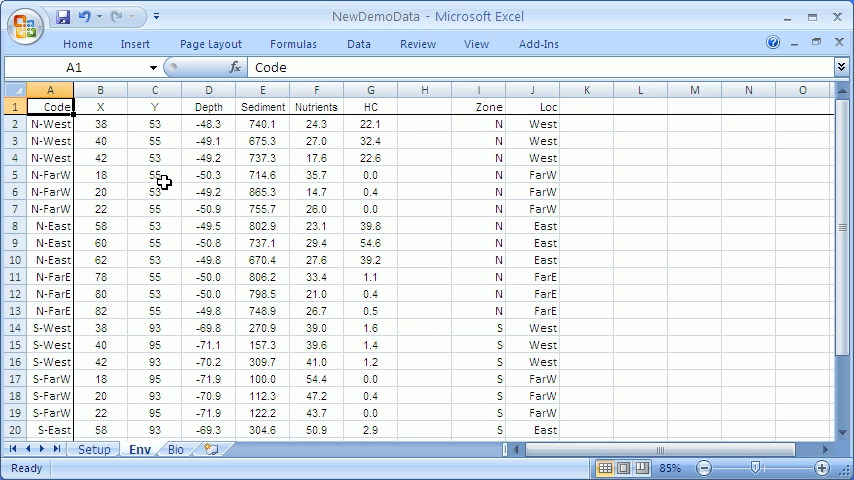 NewDemoData - Microsoft Excel
Home Insert Page Layout Formulas Data Review View Add-Ins
A1 fx Code
A B C D E F G H I J K L M N O
1 Code X Y Depth Sediment Nutrients HC Zone Loc
2 N-West 38 53 -48.3 740.1 24.3 22.1 N West
3 N-West 40 55 -49.1 675.3 27.0 32.4 N West
4 N-West 42 53 -49.2 737.3 17.6 22.6 N West
5 N-FarW 18 55 -50.3 714.6 35.7 0.0 N FarW
6 N-FarW 20 53 -49.2 865.3 14.7 0.4 N FarW
7 N-FarW 22 55 -50.9 755.7 26.0 0.0 N FarW
8 N-East 58 53 -49.5 802.9 23.1 39.8 N East
9 N-East 60 55 -50.8 737.1 29.4 54.6 N East
10 N-East 62 53 -49.8 670.4 27.6 39.2 N East
11 N-FarE 78 55 -50.0 806.2 33.4 1.1 N FarE
12 N-FarE 80 53 -50.0 798.5 21.0 0.4 N FarE
13 N-FarE 82 55 -49.8 748.9 26.7 0.5 N FarE
14 S-West 38 93 -69.8 270.9 39.0 1.6 S West
15 S-West 40 95 -71.1 157.3 39.6 1.4 S West
16 S-West 42 93 -70.2 309.7 41.0 1.2 S West
17 S-FarW 18 95 -71.9 100.0 54.4 0.0 S FarW
18 S-FarW 20 93 -70.9 112.3 47.2 0.4 S FarW
19 S-FarW 22 95 -71.9 122.2 43.7 0.0 S FarW
20 S-East 58 93 -69.3 304.6 50.9 2.9 S East
Setup Env Bio
Ready 85%